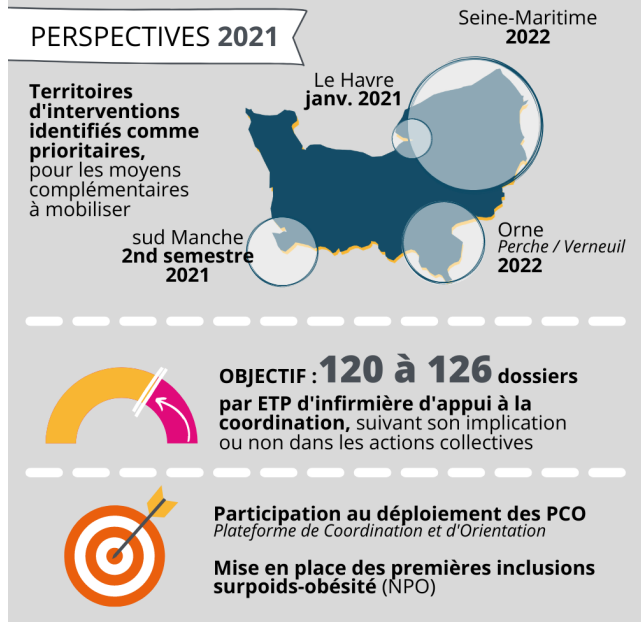 PERSPECTIVES 2021
Seine-Maritime
2022
Le Havre
janv. 2021
Territoires
d'interventions
identifiés comme
prioritaires,
pour les moyens
complémentaires
à mobiliser
sud Manche
2nd semestre
2021
Orne
Perche / Verneuil
2022
OBJECTIF : 120 à 126 dossiers
par ETP d'infirmière d'appui à la
coordination, suivant son implication
ou non dans les actions collectives
Participation au déploiement des PCO
Plateforme de Coordination et d'Orientation
Mise en place des premières inclusions
surpoids-obésité (NPO)